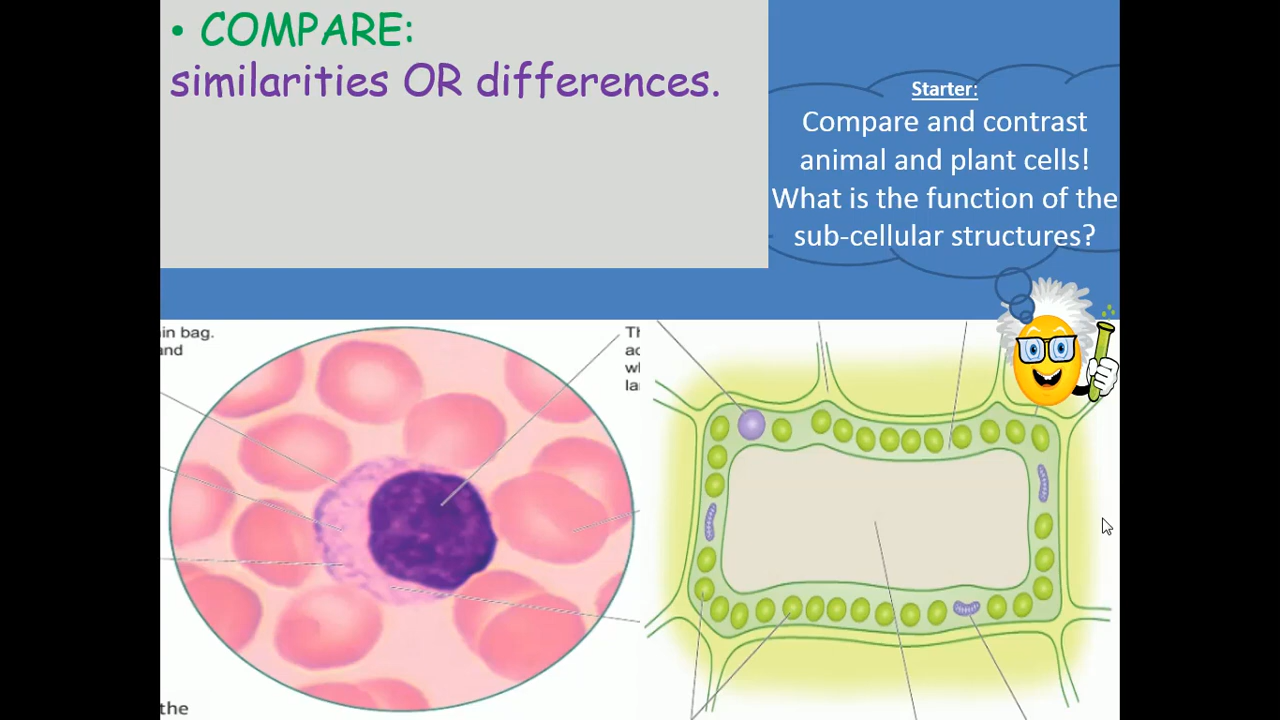 • COMPARE:
similarities OR differences.
Starter:
Compare and contrast
animal and plant cells!
What is the function of the
sub-cellular structures?
in bag.
and
the